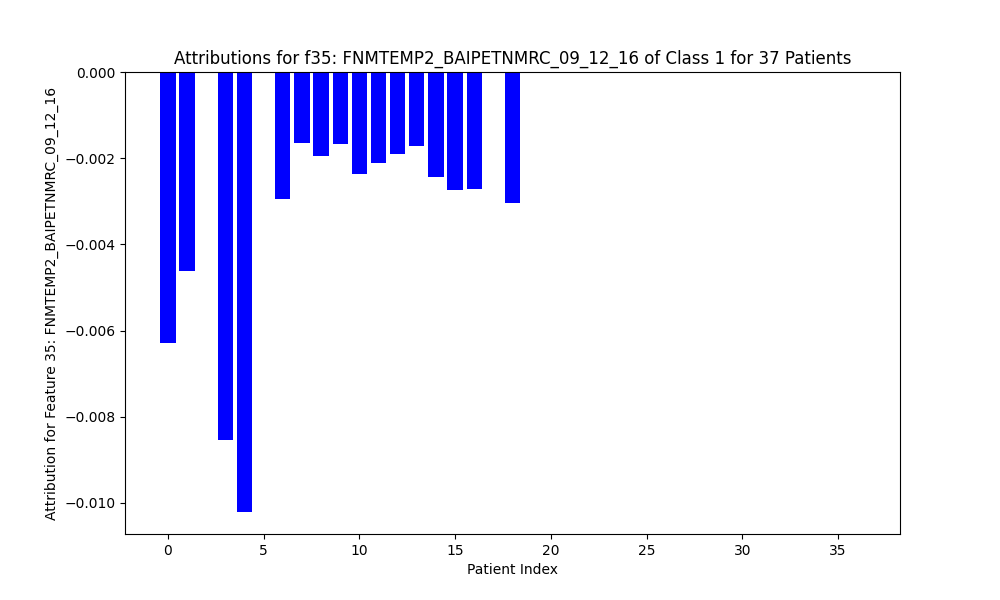 Attributions for f35: FNMTEMP2_BAIPETNMRC_09_12_16 of Class 1 for 37 Patients
Attribution for Feature 35: FNMTEMP2_BAIPETNMRC_09_12_16
0.000
−0.002
−0.004
−0.006
−0.008
−0.010
0 5 10 15 20 25 30 35
Patient Index